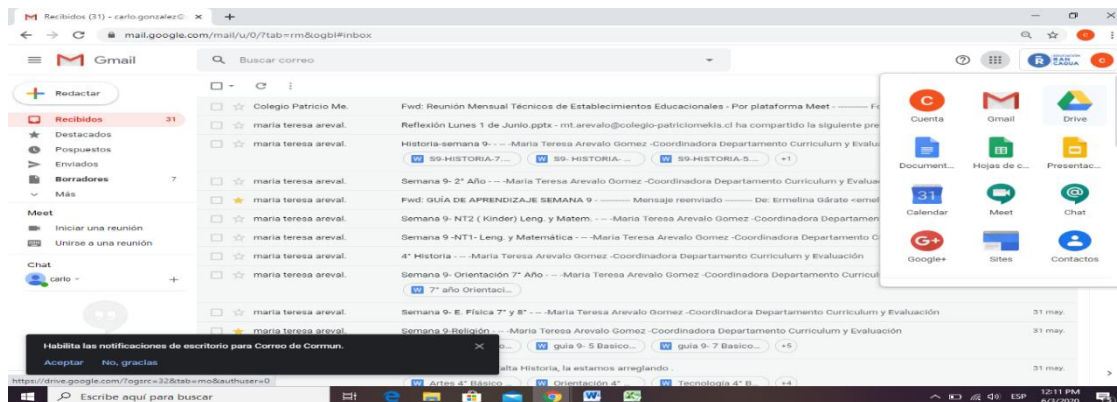 Recibidos (31) - carlo.gonzalez@
mail.google.com/mail/u/0/?tab=rm&ogbl#inbox
Gmail
Buscar correo
EDUCACIÓN
RANCAGUA
Redactar
Recibidos 31
Destacados
Pospuestos
Enviados
Borradores 7
Más
Meet
Iniciar una reunión
Unirse a una reunión
Chat
carlo
Colegio Patricio Me. Fwd: Reunión Mensual Técnicos de Establecimientos Educacionales - Por plataforma Meet -
maria teresa areval. Reflexión Lunes 1 de Junio.pptx - mt.arevalo@colegio-patriciomekis.cl ha compartido la siguiente pre
maria teresa areval. Historia-semana 9- - -- -Maria Teresa Arevalo Gomez -Coordinadora Departamento Curriculum y Evalu
S9-HISTORIA-7... S9- HISTORIA- ... S9- HISTORIA-5... +1
maria teresa areval. Semana 9- 2° Año - -- -Maria Teresa Arevalo Gomez -Coordinadora Departamento Curriculum y Evaluac
maria teresa areval. Fwd: GUÍA DE APRENDIZAJE SEMANA 9 - --------- Mensaje reenviado --------- De: Ermelina Gárate <emel
maria teresa areval. Semana 9- NT2 ( Kinder) Leng. y Matem. - -- -Maria Teresa Arevalo Gomez -Coordinadora Departamen
maria teresa areval. Semana 9 -NT1- Leng. y Matemática - -- -Maria Teresa Arevalo Gomez -Coordinadora Departamento C
maria teresa areval. 4° Historia - -- -Maria Teresa Arevalo Gomez -Coordinadora Departamento Curriculum y Evaluación
maria teresa areval. Semana 9- Orientación 7° Año - -- -Maria Teresa Arevalo Gomez -Coordinadora Departamento Curricul
7° año Orientaci...
maria teresa areval. Semana 9- E. Física 7° y 8° - -- -Maria Teresa Arevalo Gomez -Coordinadora Departamento Curriculum y Evaluación 31 may.
maria teresa areval. Semana 9-Religión - -- -Maria Teresa Arevalo Gomez -Coordinadora Departamento Curriculum y Evaluación 31 may.
guia 9- 5 Basico... guia 9- 7 Basico... +5
alta Historia, la estamos arreglando . 31 may.
Artes 4° Básico ... Orientación 4° ... Tecnología 4° B... +4
C
Cuenta Gmail Drive
Document... Hojas de c... Presentac...
31
Calendar Meet Chat
G+
Google+ Sites Contactos
Habilita las notificaciones de escritorio para Correo de Cormun.
Aceptar No, gracias
https://drive.google.com/?ogsrc=32&tab=mo&authuser=0
Escribe aquí para buscar
ESP
12:11 PM
6/3/2020